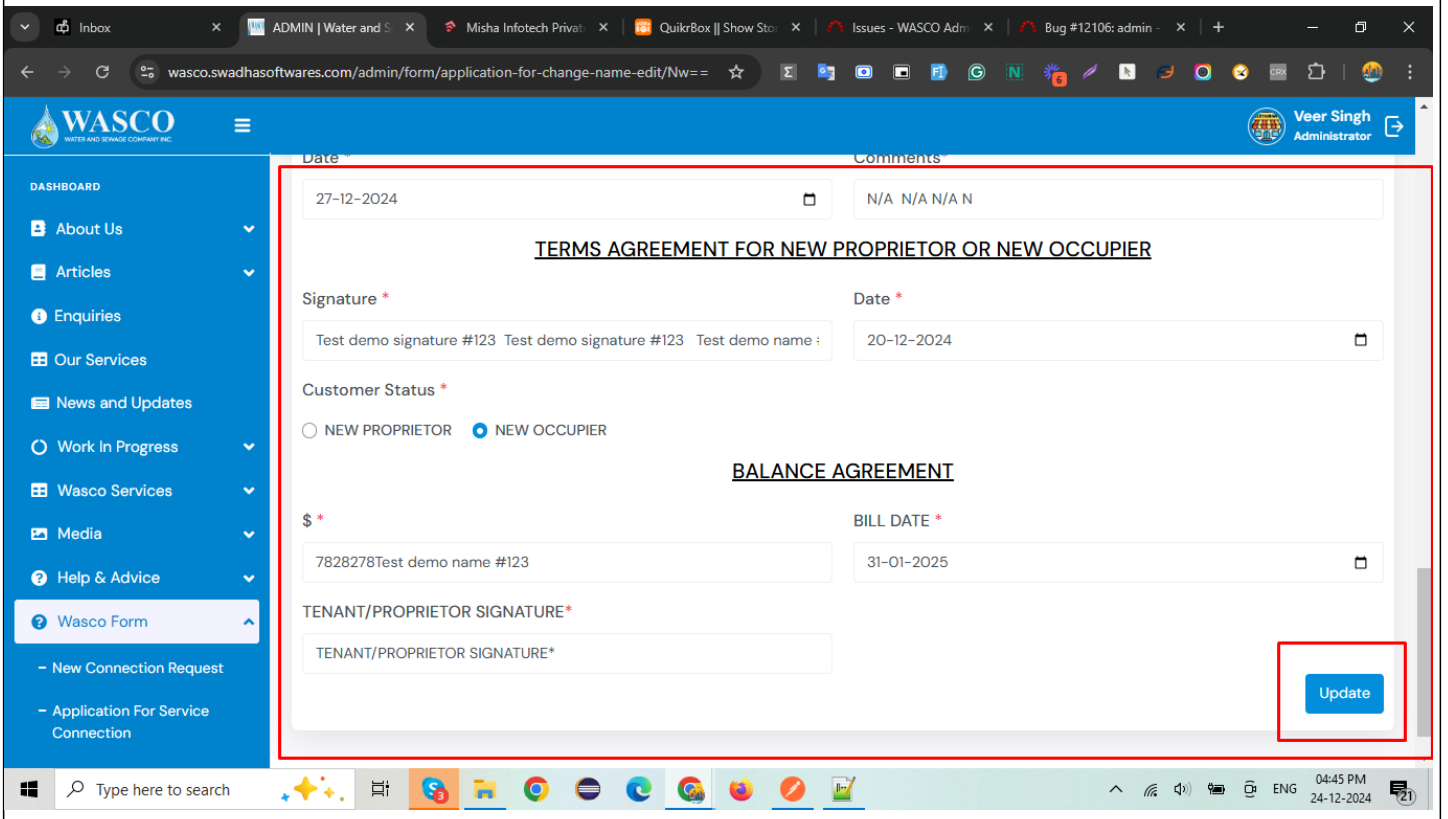 Inbox
ADMIN | Water and S
Misha Infotech Privat
QuikrBox || Show Stor
Issues - WASCO Adm
Bug #12106: admin -
wasco.swadhasoftwares.com/admin/form/application-for-change-name-edit/Nw==
6
CRX
WASCO
WATER AND SEWAGE COMPANY INC.
Veer Singh
Administrator
DASHBOARD
About Us
Articles
Enquiries
Our Services
News and Updates
Work In Progress
Wasco Services
Media
Help & Advice
Wasco Form
- New Connection Request
- Application For Service
Connection
Date *
Comments*
27-12-2024
N/A N/A N/A N
TERMS AGREEMENT FOR NEW PROPRIETOR OR NEW OCCUPIER
Signature *
Date *
Test demo signature #123 Test demo signature #123 Test demo name #
20-12-2024
Customer Status *
NEW PROPRIETOR
NEW OCCUPIER
BALANCE AGREEMENT
$ *
BILL DATE *
7828278Test demo name #123
31-01-2025
TENANT/PROPRIETOR SIGNATURE*
TENANT/PROPRIETOR SIGNATURE*
Update
Type here to search
3
ENG
04:45 PM
24-12-2024
21